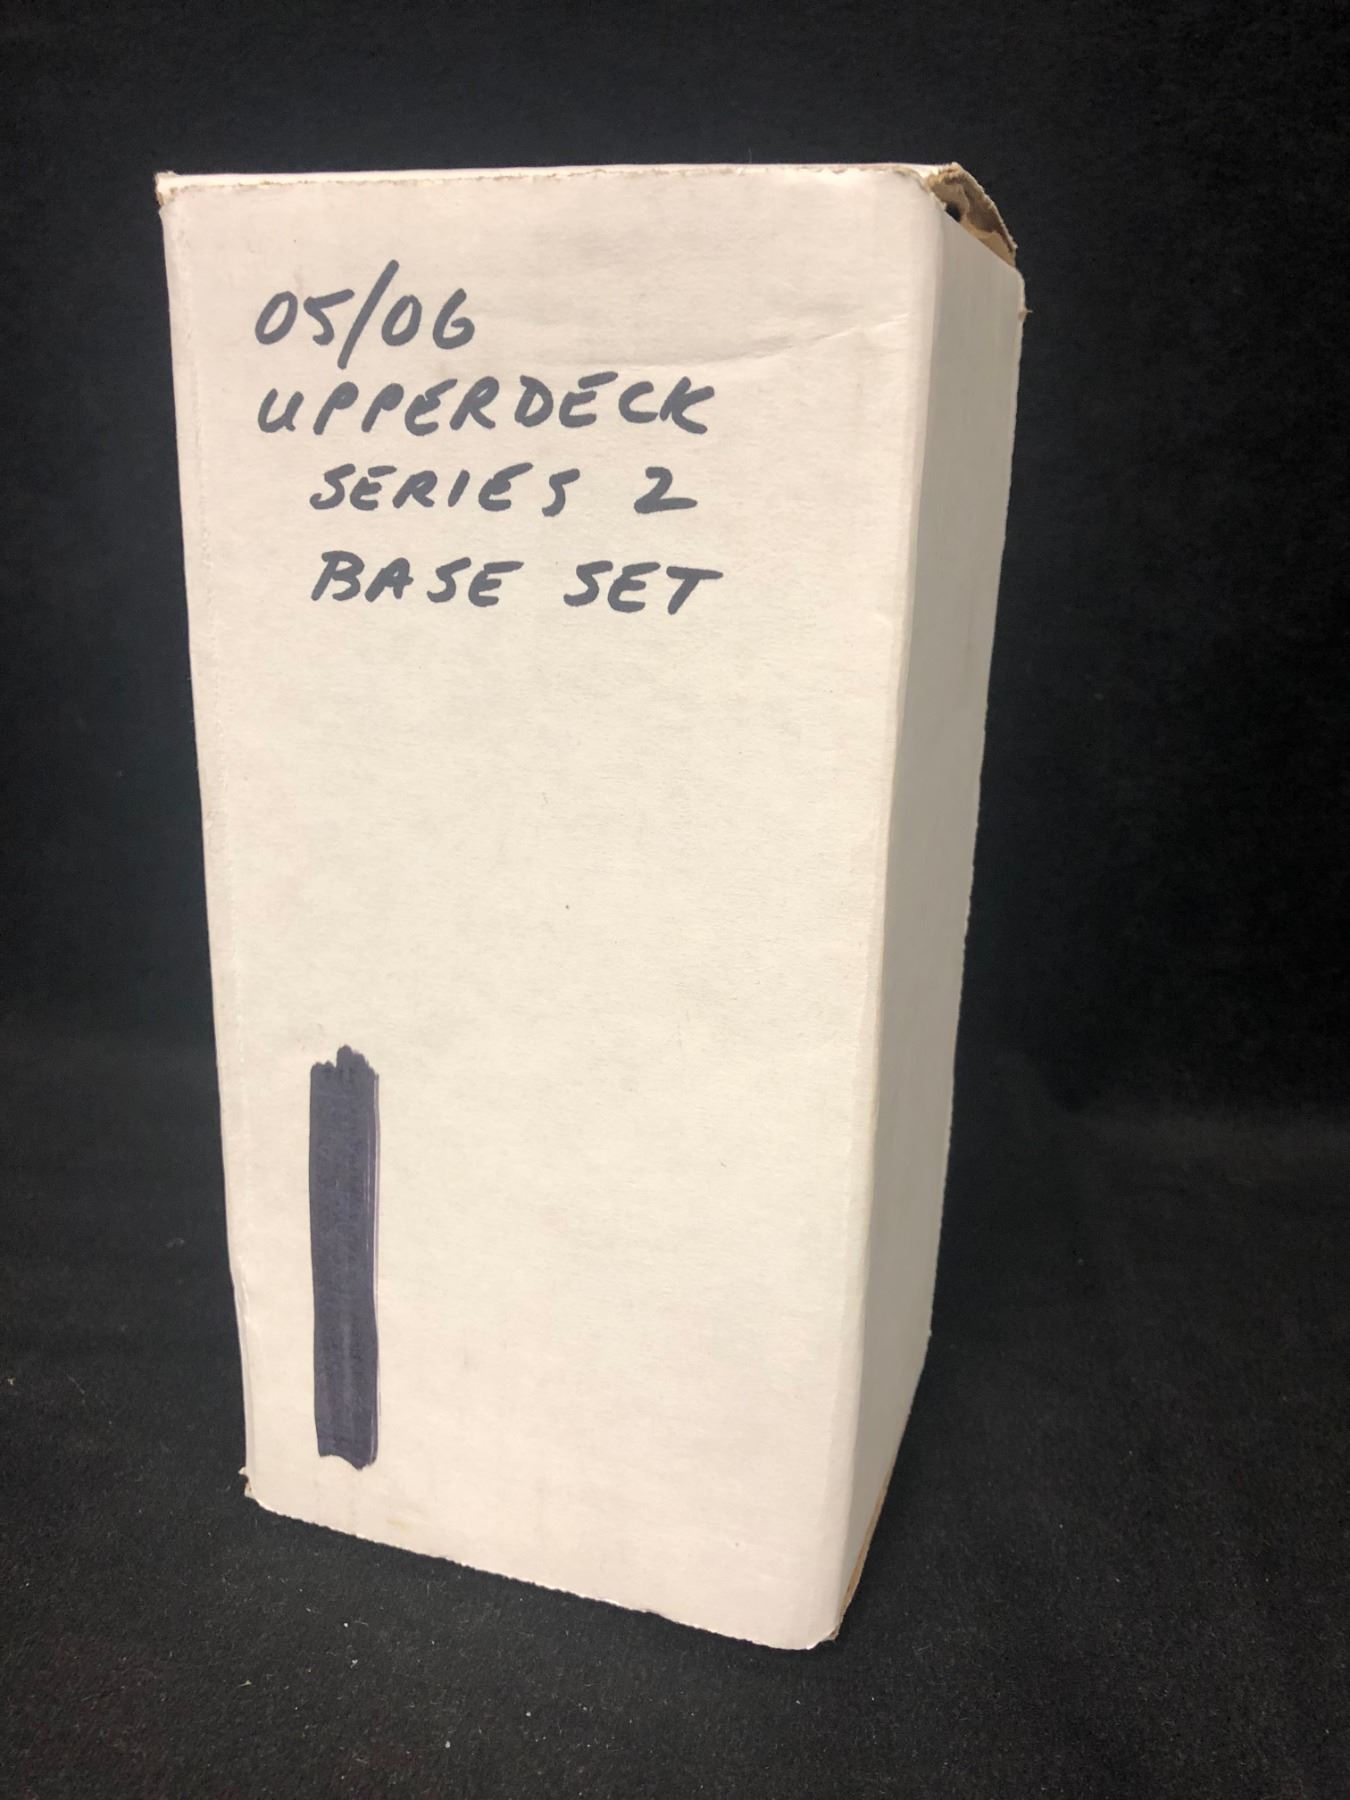 05/06
UPPERDECK
SERIES 2
BASE SET